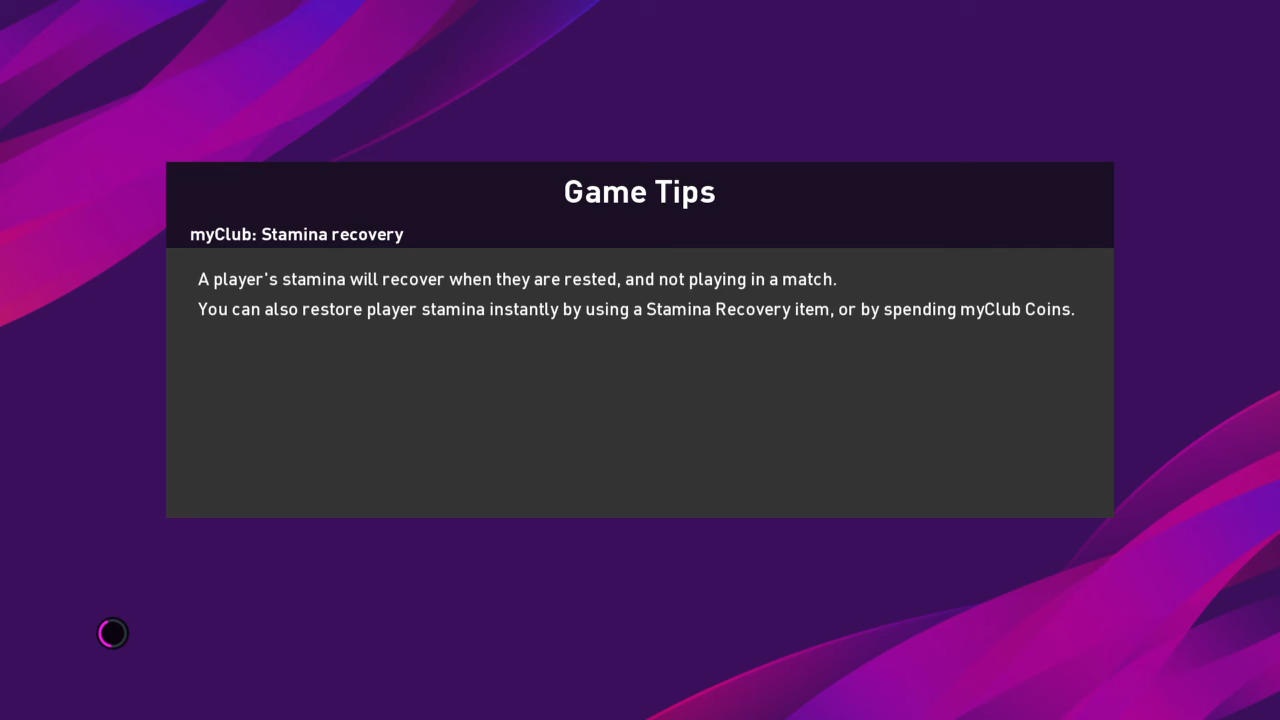 Game Tips
myClub: Stamina recovery
A player's stamina will recover when they are rested, and not playing in a match.
You can also restore player stamina instantly by using a Stamina Recovery item, or by spending myClub Coins.